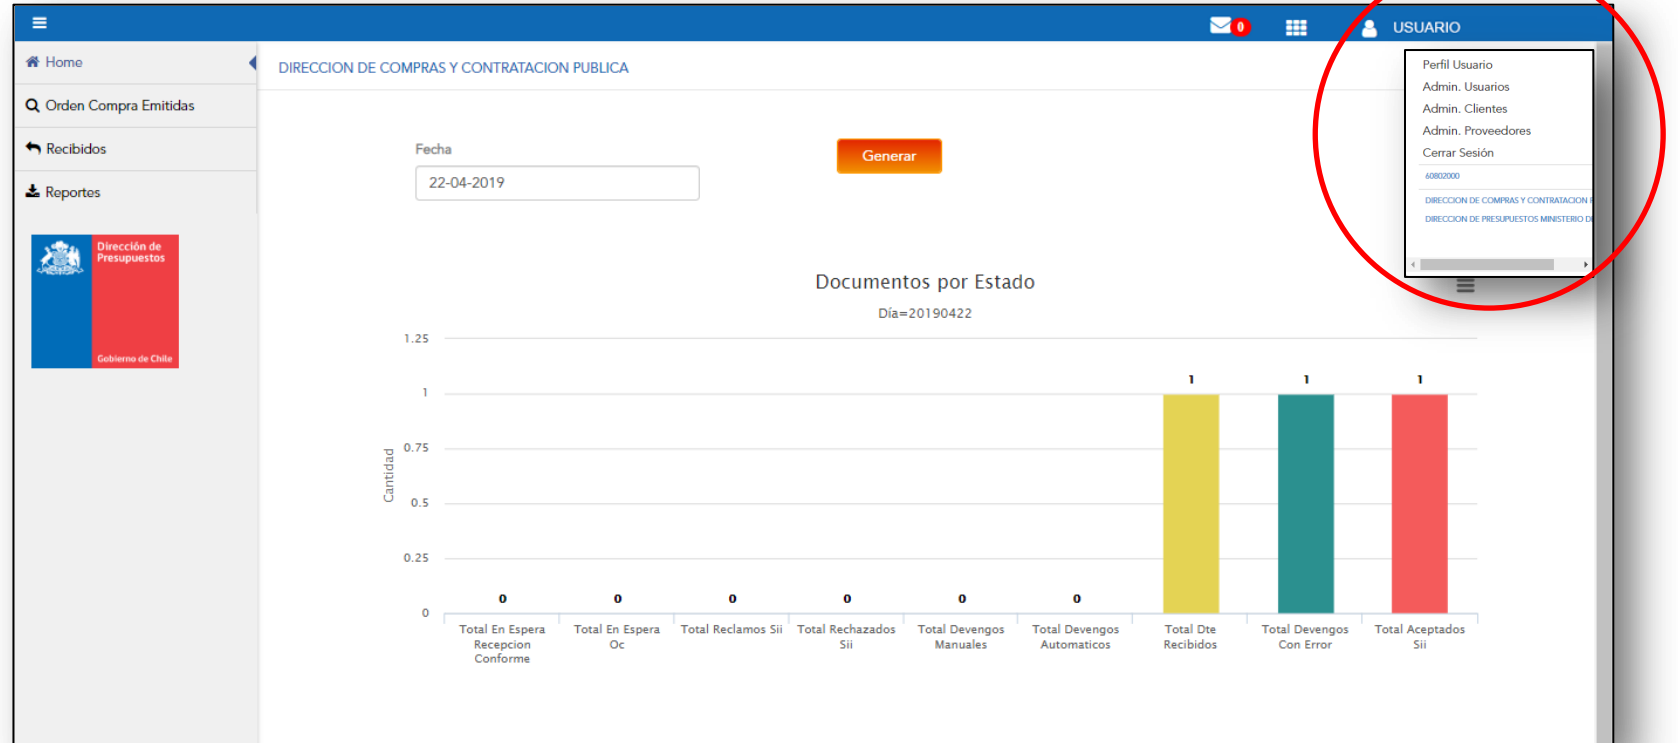 0
USUARIO
Home
Orden Compra Emitidas
Recibidos
Reportes
Dirección de
Presupuestos
Gobierno de Chile
DIRECCION DE COMPRAS Y CONTRATACION PUBLICA
Perfil Usuario
Admin. Usuarios
Admin. Clientes
Admin. Proveedores
Cerrar Sesión
60802000
DIRECCION DE COMPRAS Y CONTRATACION
DIRECCION DE PRESUPUESTOS MINISTERIO
Fecha
22-04-2019
Generar
Documentos por Estado
Día=20190422
Cantidad
1.25
1
0.75
0.5
0.25
0
0
0
0
0
0
0
1
1
1
Total En Espera
Recepcion
Conforme
Total En Espera
Oc
Total Reclamos Sii
Total Rechazados
Sii
Total Devengos
Manuales
Total Devengos
Automaticos
Total Dte
Recibidos
Total Devengos
Con Error
Total Aceptados
Sii